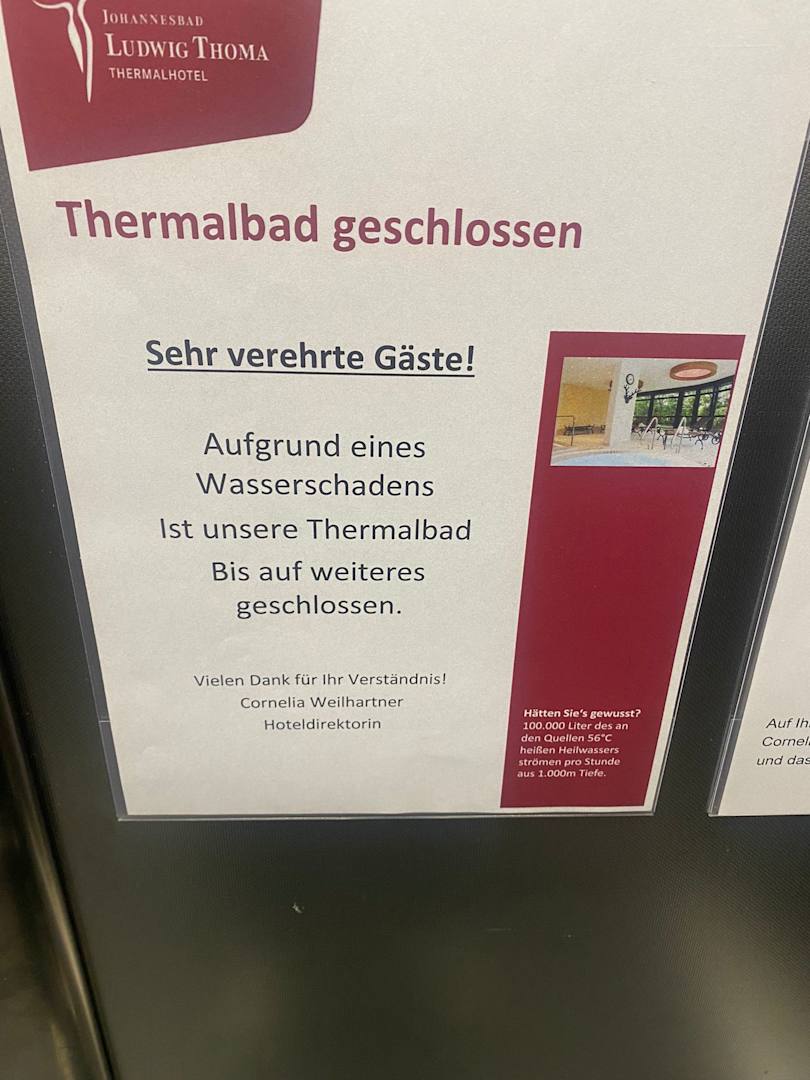 JOHANNESBAD
LUDWIG THOMA
THERMALHOTEL
Thermalbad geschlossen
Sehr verehrte Gäste!
Aufgrund eines
Wasserschadens
Ist unsere Thermalbad
Bis auf weiteres
geschlossen.
Vielen Dank für Ihr Verständnis!
Cornelia Weilhartner
Hoteldirektorin
Hätten Sie's gewusst?
100.000 Liter des an
den Quellen 56°C
heißen Heilwassers
strömen pro Stunde
aus 1.000m Tiefe.
Auf
und